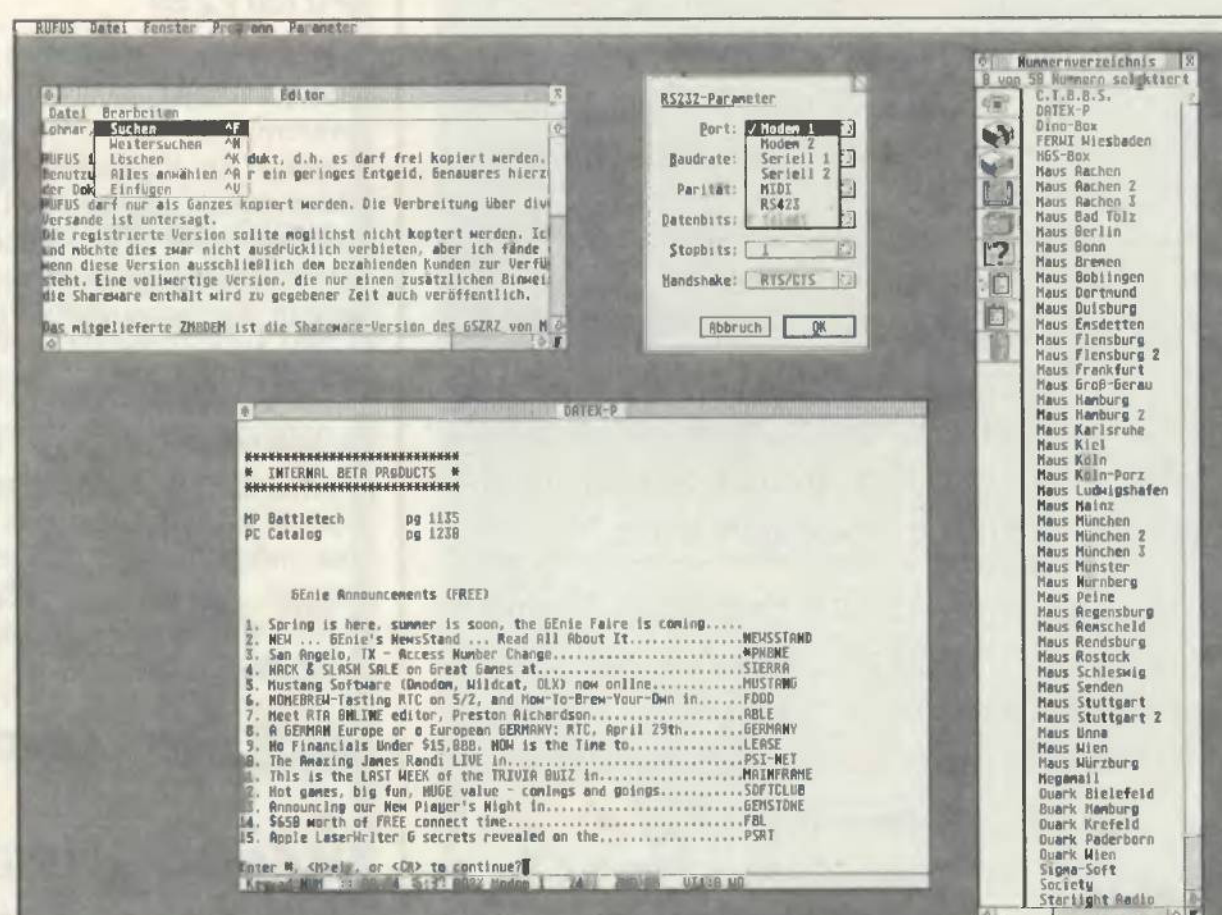 RUFUS Datei Fenster Programm Parameter
Editor
Datei Bearbeiten
Lohmar,
Suchen ^F
Weitersuchen ^N
Löschen ^K
Alles anwählen ^A
Einfügen ^V
RUFUS dukt, d.h. es darf frei kopiert werden.
Benutzu r ein geringes Entgeld, Genaueres hierz
der Dok
RUFUS darf nur als Ganzes kopiert werden. Die Verbreitung über div
Versande ist untersagt.
Die registrierte Version sollte möglichst nicht kopiert werden. Ic
und möchte dies zwar nicht ausdrücklich verbieten, aber ich fände
wenn diese Version ausschließlich dem bezahlenden Kunden zur Verfü
steht. Eine vollwertige Version, die nur einen zusätzlichen Hinwei
die Shareware enthält wird zu gegebener Zeit auch veröffentlich.
Das mitgelieferte ZMODEM ist die Shareware-Version des GSZRZ von M
RS232-Parameter
Port:
✓ Modem 1
Modem 2
Seriell 1
Seriell 2
MIDI
RS423
Baudrate:
Parität:
Datenbits:
Stopbits: 1
Handshake: RTS/CTS
Abbruch OK
DATEX-P
****************************
* INTERNAL BETA PRODUCTS *
****************************
MP Battletech pg 1135
PC Catalog pg 1230
GEnie Announcements (FREE)
1. Spring is here, summer is soon, the GEnie Faire is coming.....
2. NEW ... GEnie's NewsStand ... Read All About It...............NEWSSTAND
3. San Angelo, TX - Access Number Change.........................*PHONE
4. HACK & SLASH SALE on Great Games at...........................SIERRA
5. Mustang Software (Qmodem, Wildcat, OLX) now online............MUSTANG
6. HOMEBREW-Tasting RTC on 5/2, and How-To-Brew-Your-Own in......FOOD
7. Meet RTA ONLINE editor, Preston Richardson....................ABLE
8. A GERMAN Europe or a European GERMANY: RTC, April 29th........GERMANY
9. No Financials Under $15,000. NOW is the Time to...............LEASE
0. The Amazing James Randi LIVE in...............................PSI-NET
1. This is the LAST WEEK of the TRIVIA QUIZ in...................MAINFRAME
2. Hot games, big fun, HUGE value - comings and goings...........SOFTCLUB
3. Announcing our New Player's Night in..........................GEMSTONE
14. $650 worth of FREE connect time..............................FBL
15. Apple LaserWriter G secrets revealed on the..................PSRT
Enter #, <H>elp, or <CR> to continue?
Modem 1
Nummernverzeichnis
0 von 58 Nummern selektiert
C.T.B.B.S.
DATEX-P
Dino-Box
FERWI Wiesbaden
HGS-Box
Maus Aachen
Maus Aachen 2
Maus Aachen 3
Maus Bad Tölz
Maus Berlin
Maus Bonn
Maus Bremen
Maus Böblingen
Maus Dortmund
Maus Duisburg
Maus Emsdetten
Maus Flensburg
Maus Flensburg 2
Maus Frankfurt
Maus Groß-Gerau
Maus Hamburg
Maus Hamburg 2
Maus Karlsruhe
Maus Kiel
Maus Köln
Maus Köln-Porz
Maus Ludwigshafen
Maus Mainz
Maus München
Maus München 2
Maus München 3
Maus Münster
Maus Nürnberg
Maus Peine
Maus Regensburg
Maus Remscheid
Maus Rendsburg
Maus Rostock
Maus Schleswig
Maus Senden
Maus Stuttgart
Maus Stuttgart 2
Maus Unna
Maus Wien
Maus Würzburg
Megamail
Quark Bielefeld
Quark Hamburg
Quark Krefeld
Quark Paderborn
Quark Wien
Sigma-Soft
Society
Starlight Radio